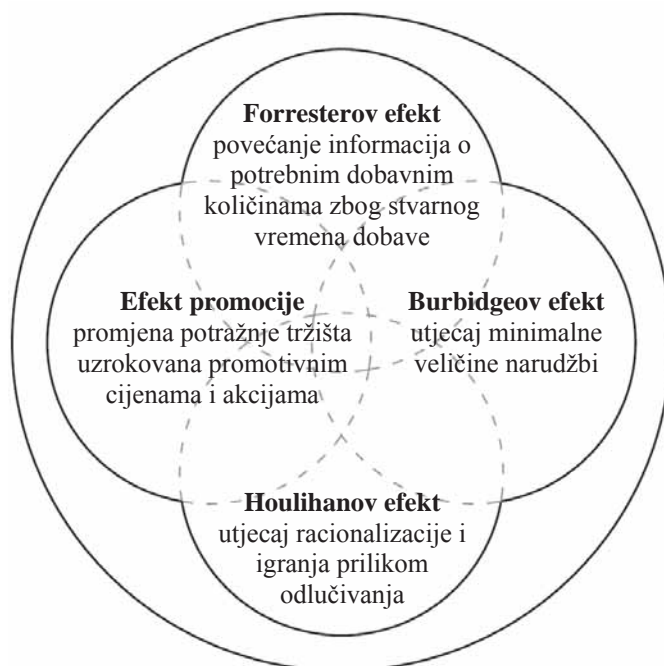 Forresterov efekt
povećanje informacija o
potrebnim dobavnim
količinama zbog stvarnog
vremena dobave
Efekt promocije
promjena potražnje tržišta
uzrokovana promotivnim
cijenama i akcijama
Burbidgeov efekt
utjecaj minimalne
veličine narudžbi
Houlihanov efekt
utjecaj racionalizacije i
igranja prilikom
odlučivanja